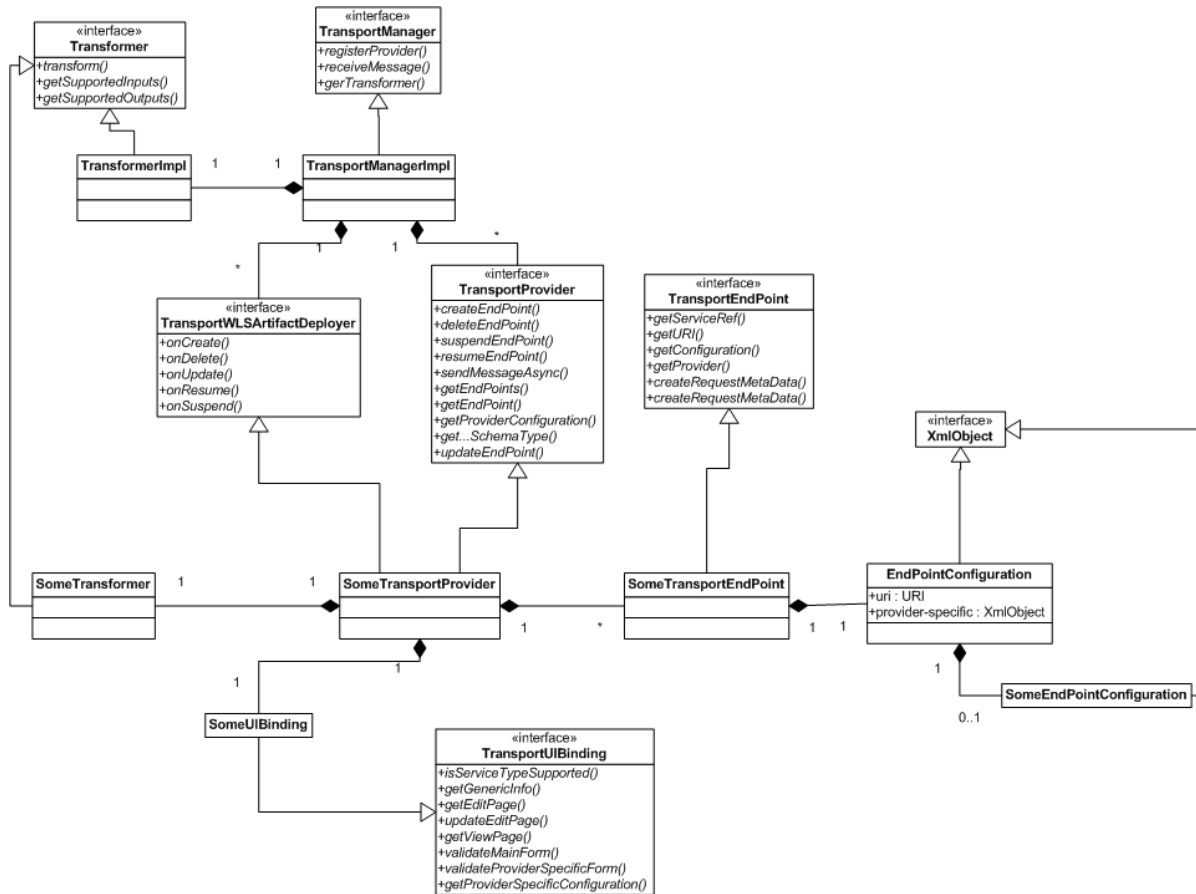 «interface»
Transformer
+transform()
+getSupportedInputs()
+getSupportedOutputs()
«interface»
TransportManager
+registerProvider()
+receiveMessage()
+gerTransformer()
TransformerImpl
1
1
TransportManagerImpl
1
*
1
*
«interface»
TransportWLSArtifactDeployer
+onCreate()
+onDelete()
+onUpdate()
+onResume()
+onSuspend()
«interface»
TransportProvider
+createEndPoint()
+deleteEndPoint()
+suspendEndPoint()
+resumeEndPoint()
+sendMessageAsync()
+getEndPoints()
+getEndPoint()
+getProviderConfiguration()
+get...SchemaType()
+updateEndPoint()
«interface»
TransportEndPoint
+getServiceRef()
+getURI()
+getConfiguration()
+getProvider()
+createRequestMetaData()
+createRequestMetaData()
«interface»
XmlObject
SomeTransformer
1
1
SomeTransportProvider
1
*
SomeTransportEndPoint
1
1
EndPointConfiguration
+uri : URI
+provider-specific : XmlObject
1
0..1
SomeEndPointConfiguration
1
1
SomeUIBinding
«interface»
TransportUIBinding
+isServiceTypeSupported()
+getGenericInfo()
+getEditPage()
+updateEditPage()
+getViewPage()
+validateMainForm()
+validateProviderSpecificForm()
+getProviderSpecificConfiguration()